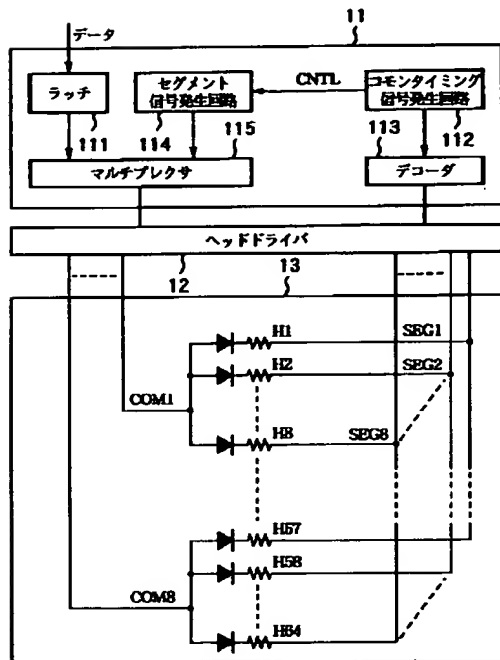 データ
11
ラッチ
セグメント
信号発生回路
CNTL
コモンタイミング
信号発生回路
111
114
115
113
112
マルチプレクサ
デコーダ
ヘッドドライバ
12
13
H1
SEG1
H2
SEG2
COM1
H8
SEG8
H57
H58
COM8
H64